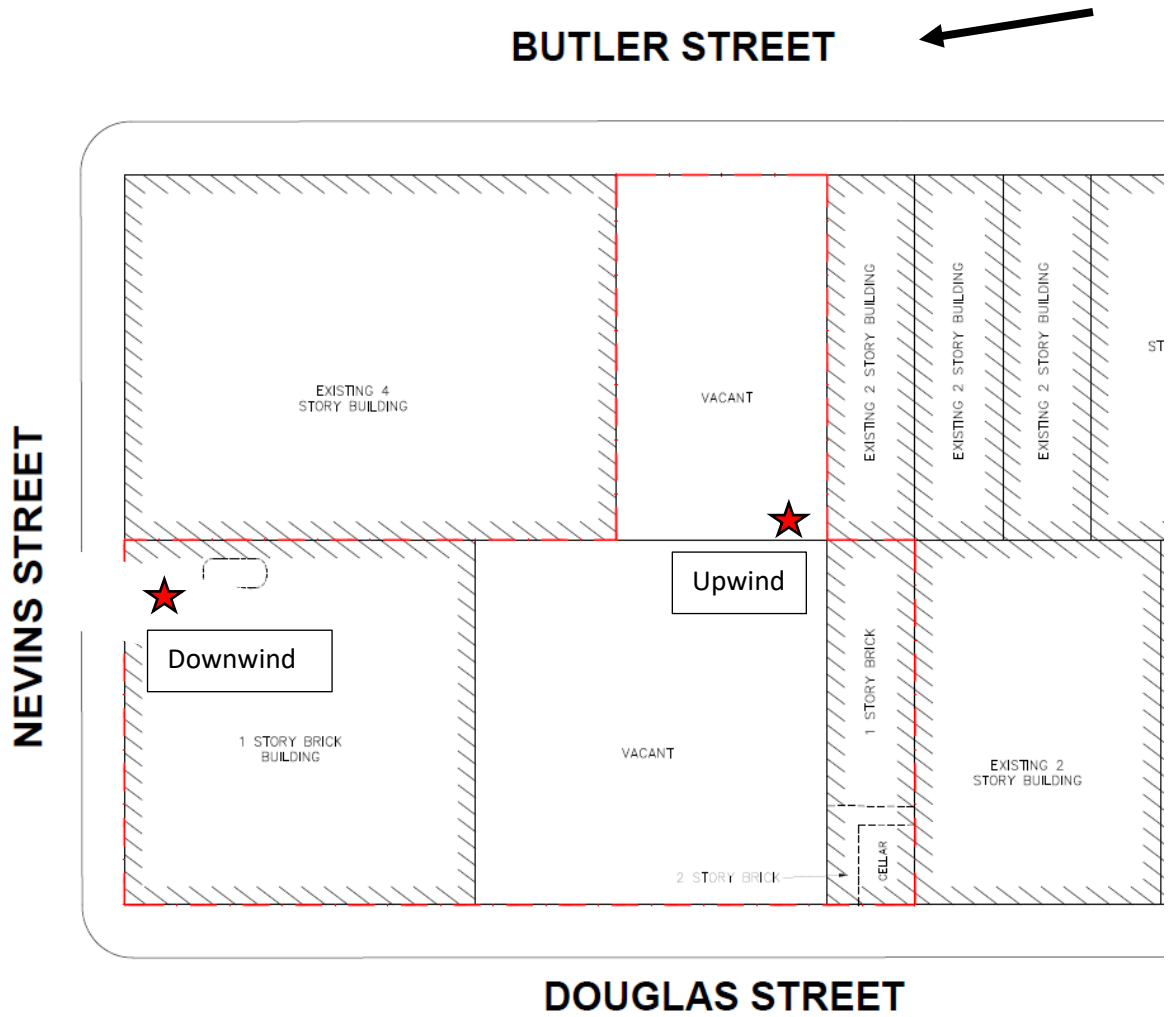 BUTLER STREET
EXISTING 4
STORY BUILDING
VACANT
EXISTING 2 STORY BUILDING
EXISTING 2 STORY BUILDING
EXISTING 2 STORY BUILDING
ST
NEVINS STREET
Upwind
Downwind
1 STORY BRICK
BUILDING
VACANT
1 STORY BRICK
EXISTING 2
STORY BUILDING
2 STORY BRICK
CELLAR
DOUGLAS STREET